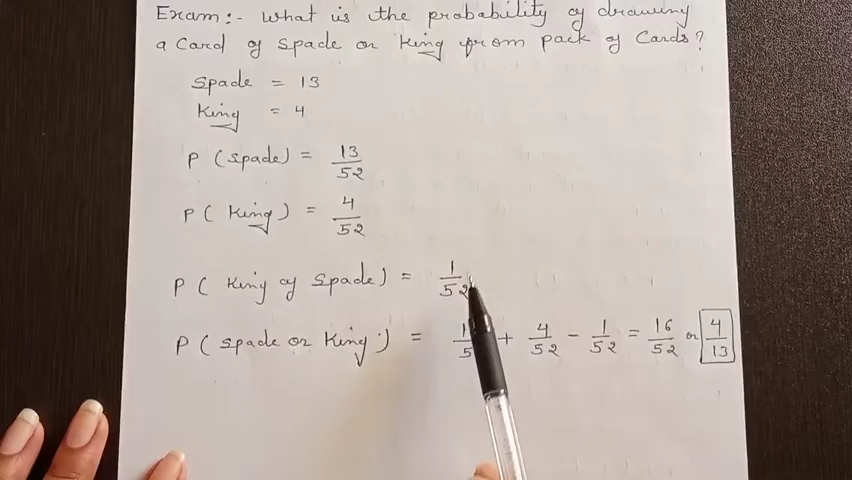 Exam:- What is the probability of drawing
a Card of Spade or King from pack of Cards?
Spade = 13
King = 4
P (Spade) = 13/52
P ( King ) = 4/52
P ( King of Spade) = 1/52
P ( Spade or King. ) = + 4/52 - 1/52 = 16/52 or 4/13